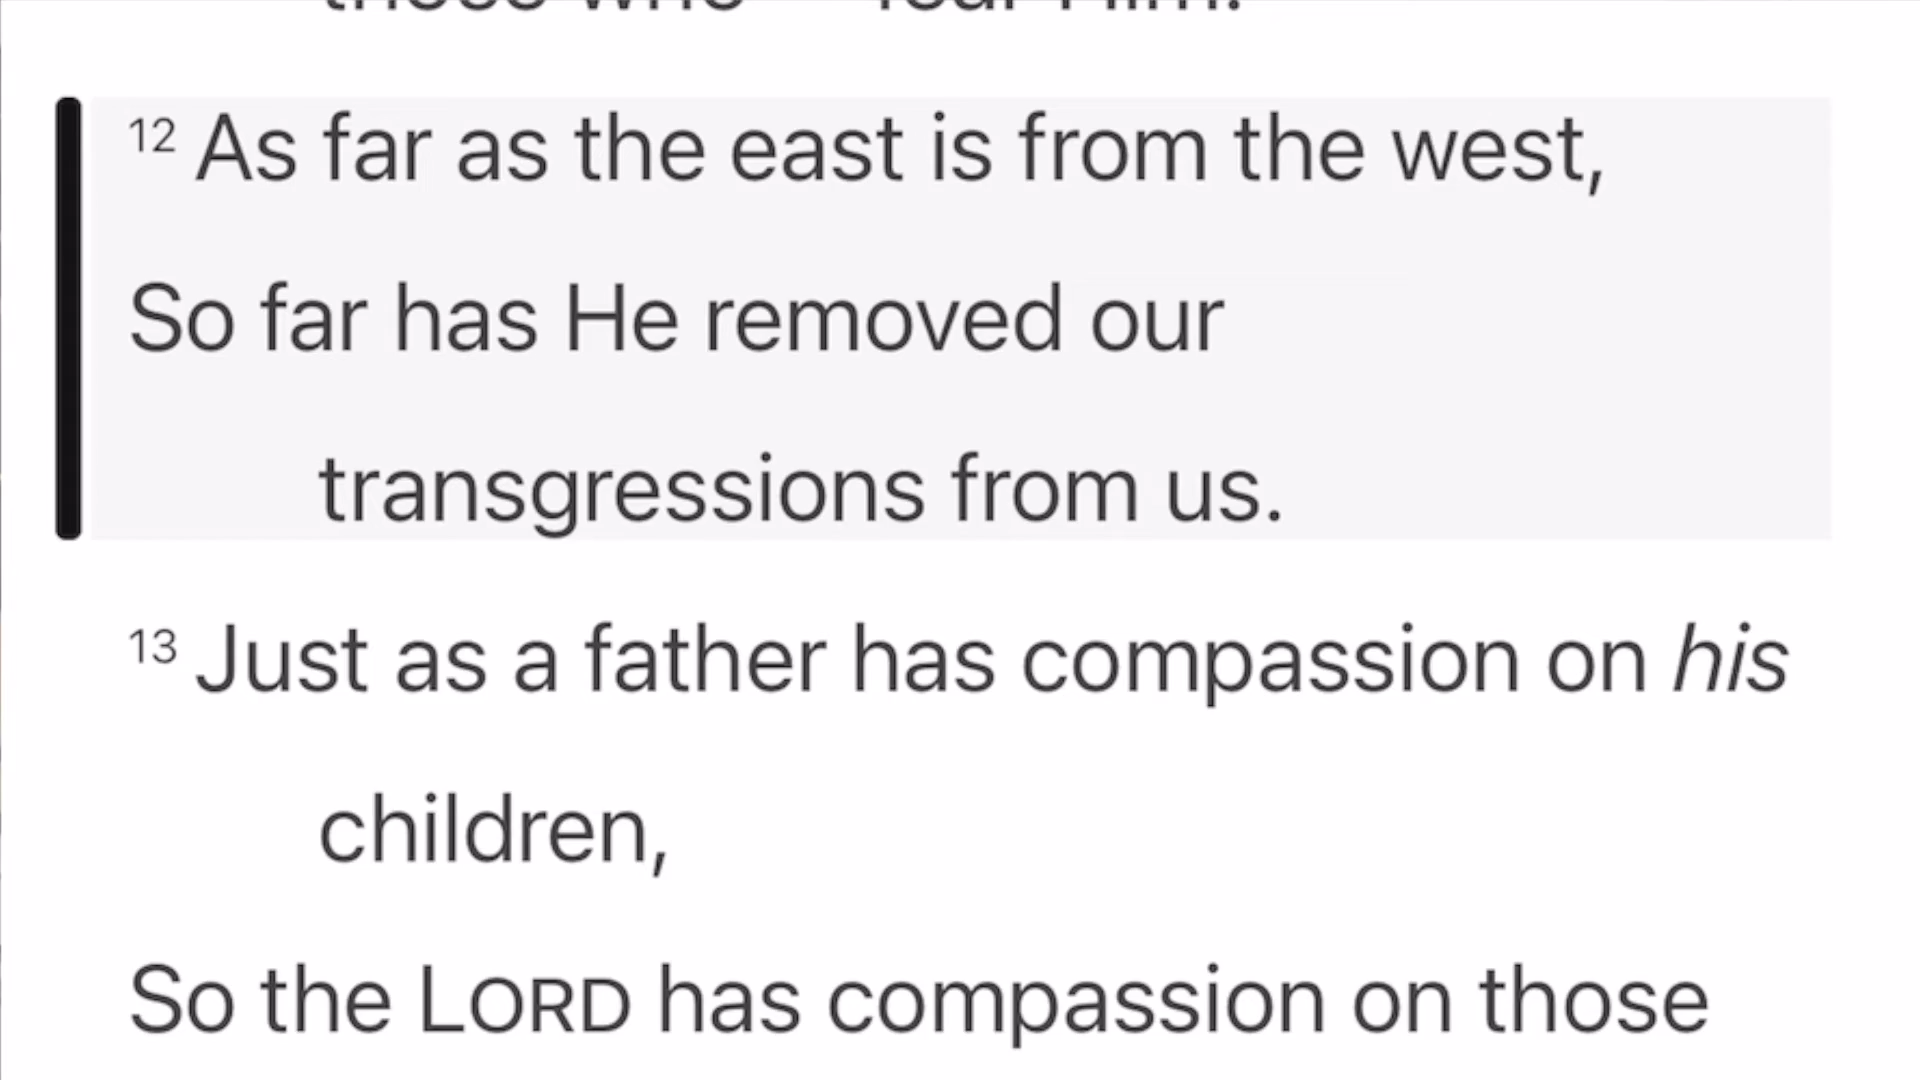 12 As far as the east is from the west,
So far has He removed our
transgressions from us.
13 Just as a father has compassion on his
children,
So the LORD has compassion on those